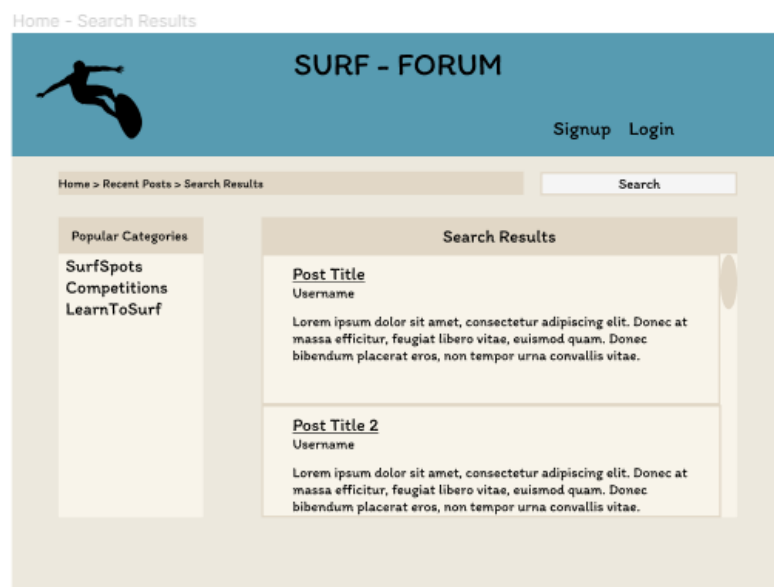 Home - Search Results
SURF - FORUM
Signup Login
Home > Recent Posts > Search Results
Search
Popular Categories
SurfSpots
Competitions
LearnToSurf
Search Results
Post Title
Username
Lorem ipsum dolor sit amet, consectetur adipiscing elit. Donec at
massa efficitur, feugiat libero vitae, euismod quam. Donec
bibendum placerat eros, non tempor urna convallis vitae.
Post Title 2
Username
Lorem ipsum dolor sit amet, consectetur adipiscing elit. Donec at
massa efficitur, feugiat libero vitae, euismod quam. Donec
bibendum placerat eros, non tempor urna convallis vitae.